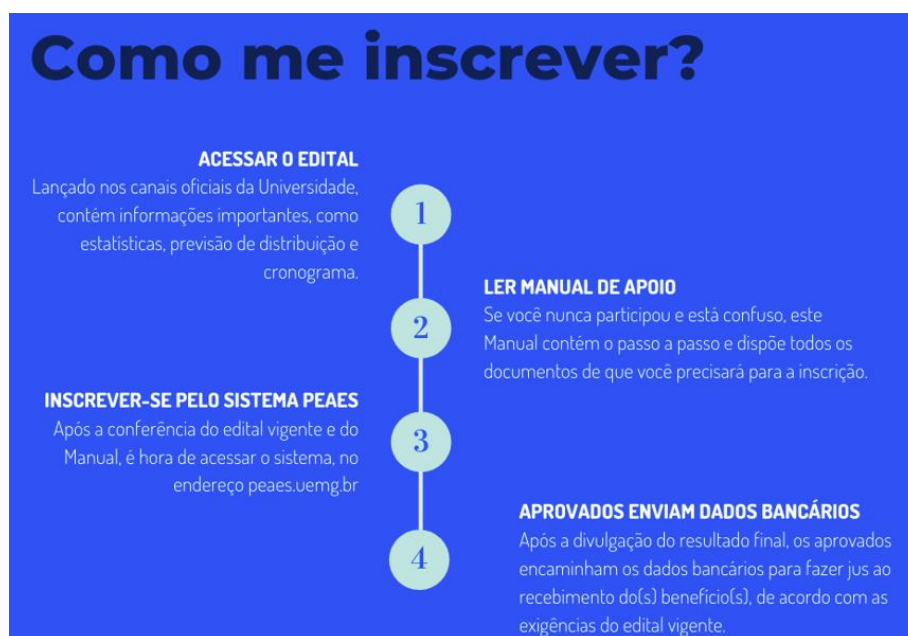 Como me inscrever?
1
ACESSAR O EDITAL
Lançado nos canais oficiais da Universidade,
contém informações importantes, como
estatísticas, previsão de distribuição e
cronograma.
2
LER MANUAL DE APOIO
Se você nunca participou e está confuso, este
Manual contém o passo a passo e dispõe todos os
documentos de que você precisará para a inscrição.
3
INSCREVER-SE PELO SISTEMA PEAES
Após a conferência do edital vigente e do
Manual, é hora de acessar o sistema, no
endereço peaes.uemg.br
4
APROVADOS ENVIAM DADOS BANCÁRIOS
Após a divulgação do resultado final, os aprovados
encaminham os dados bancários para fazer jus ao
recebimento do(s) benefício(s), de acordo com as
exigências do edital vigente.